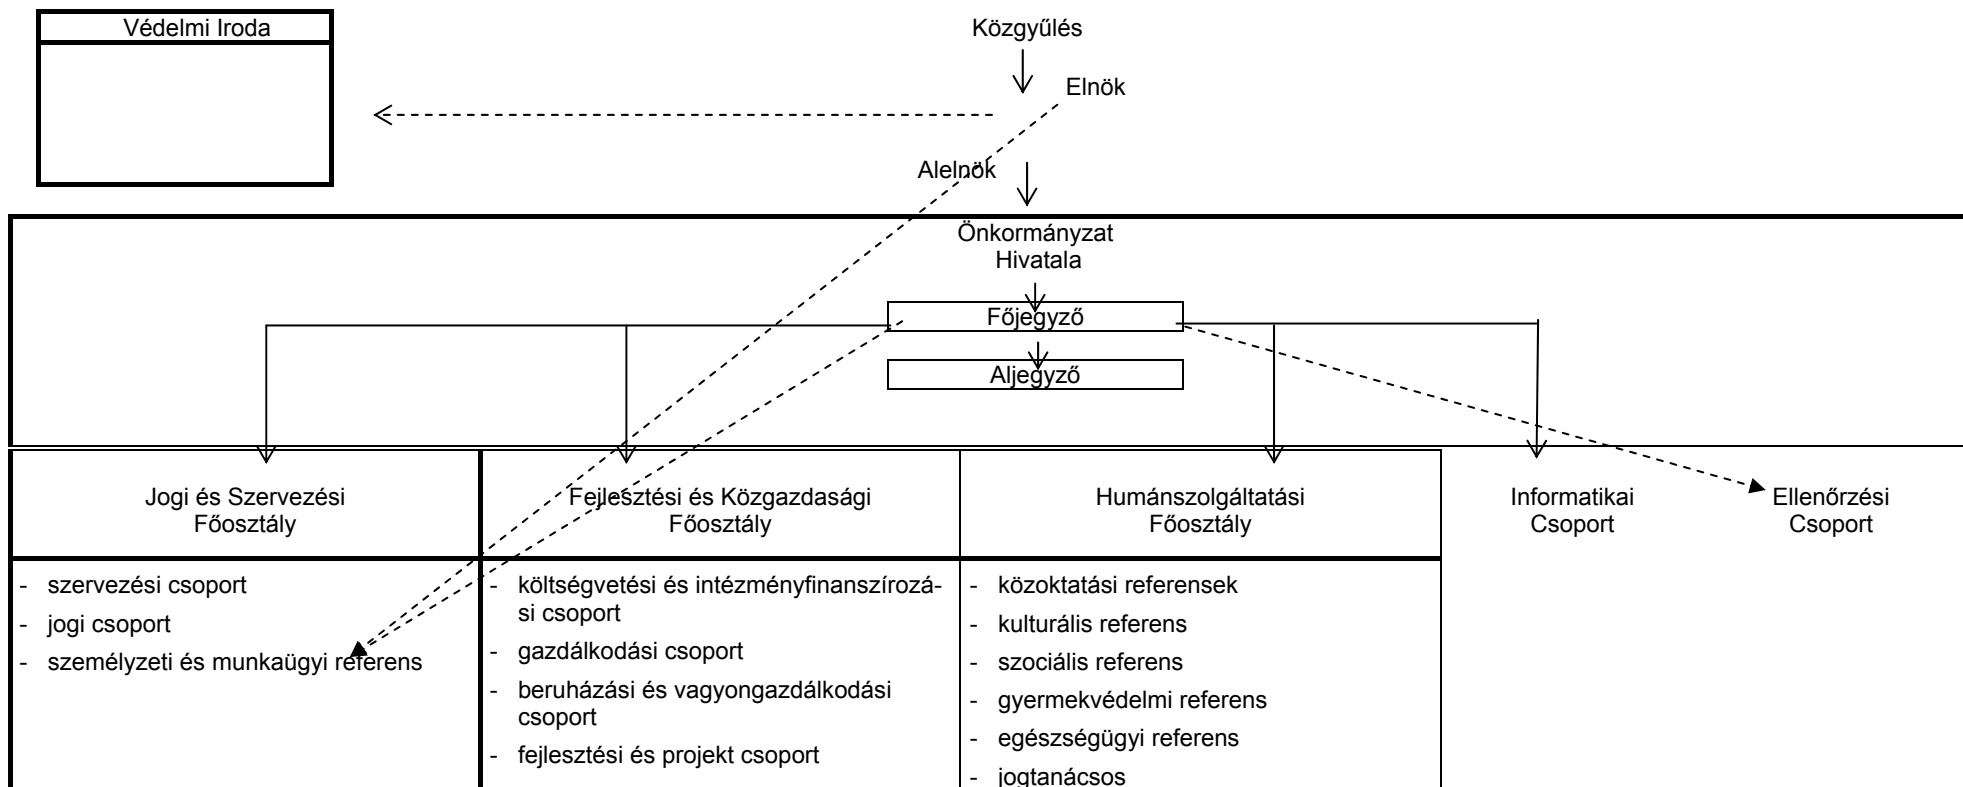 Védelmi Iroda
Közgyűlés
Elnök
Alelnök
Önkormányzat
Hivatala
Főjegyző
Aljegyző
Jogi és Szervezési
Főosztály
Fejlesztési és Közgazdasági
Főosztály
Humánszolgáltatási
Főosztály
Informatikai
Csoport
Ellenőrzési
Csoport
- szervezési csoport
- jogi csoport
- személyzeti és munkaügyi referens
- költségvetési és intézményfinanszírozá-
si csoport
- gazdálkodási csoport
- beruházási és vagyongazdálkodási
csoport
- fejlesztési és projekt csoport
- közoktatási referensek
- kulturális referens
- szociális referens
- gyermekvédelmi referens
- egészségügyi referens
- jogtanácsos